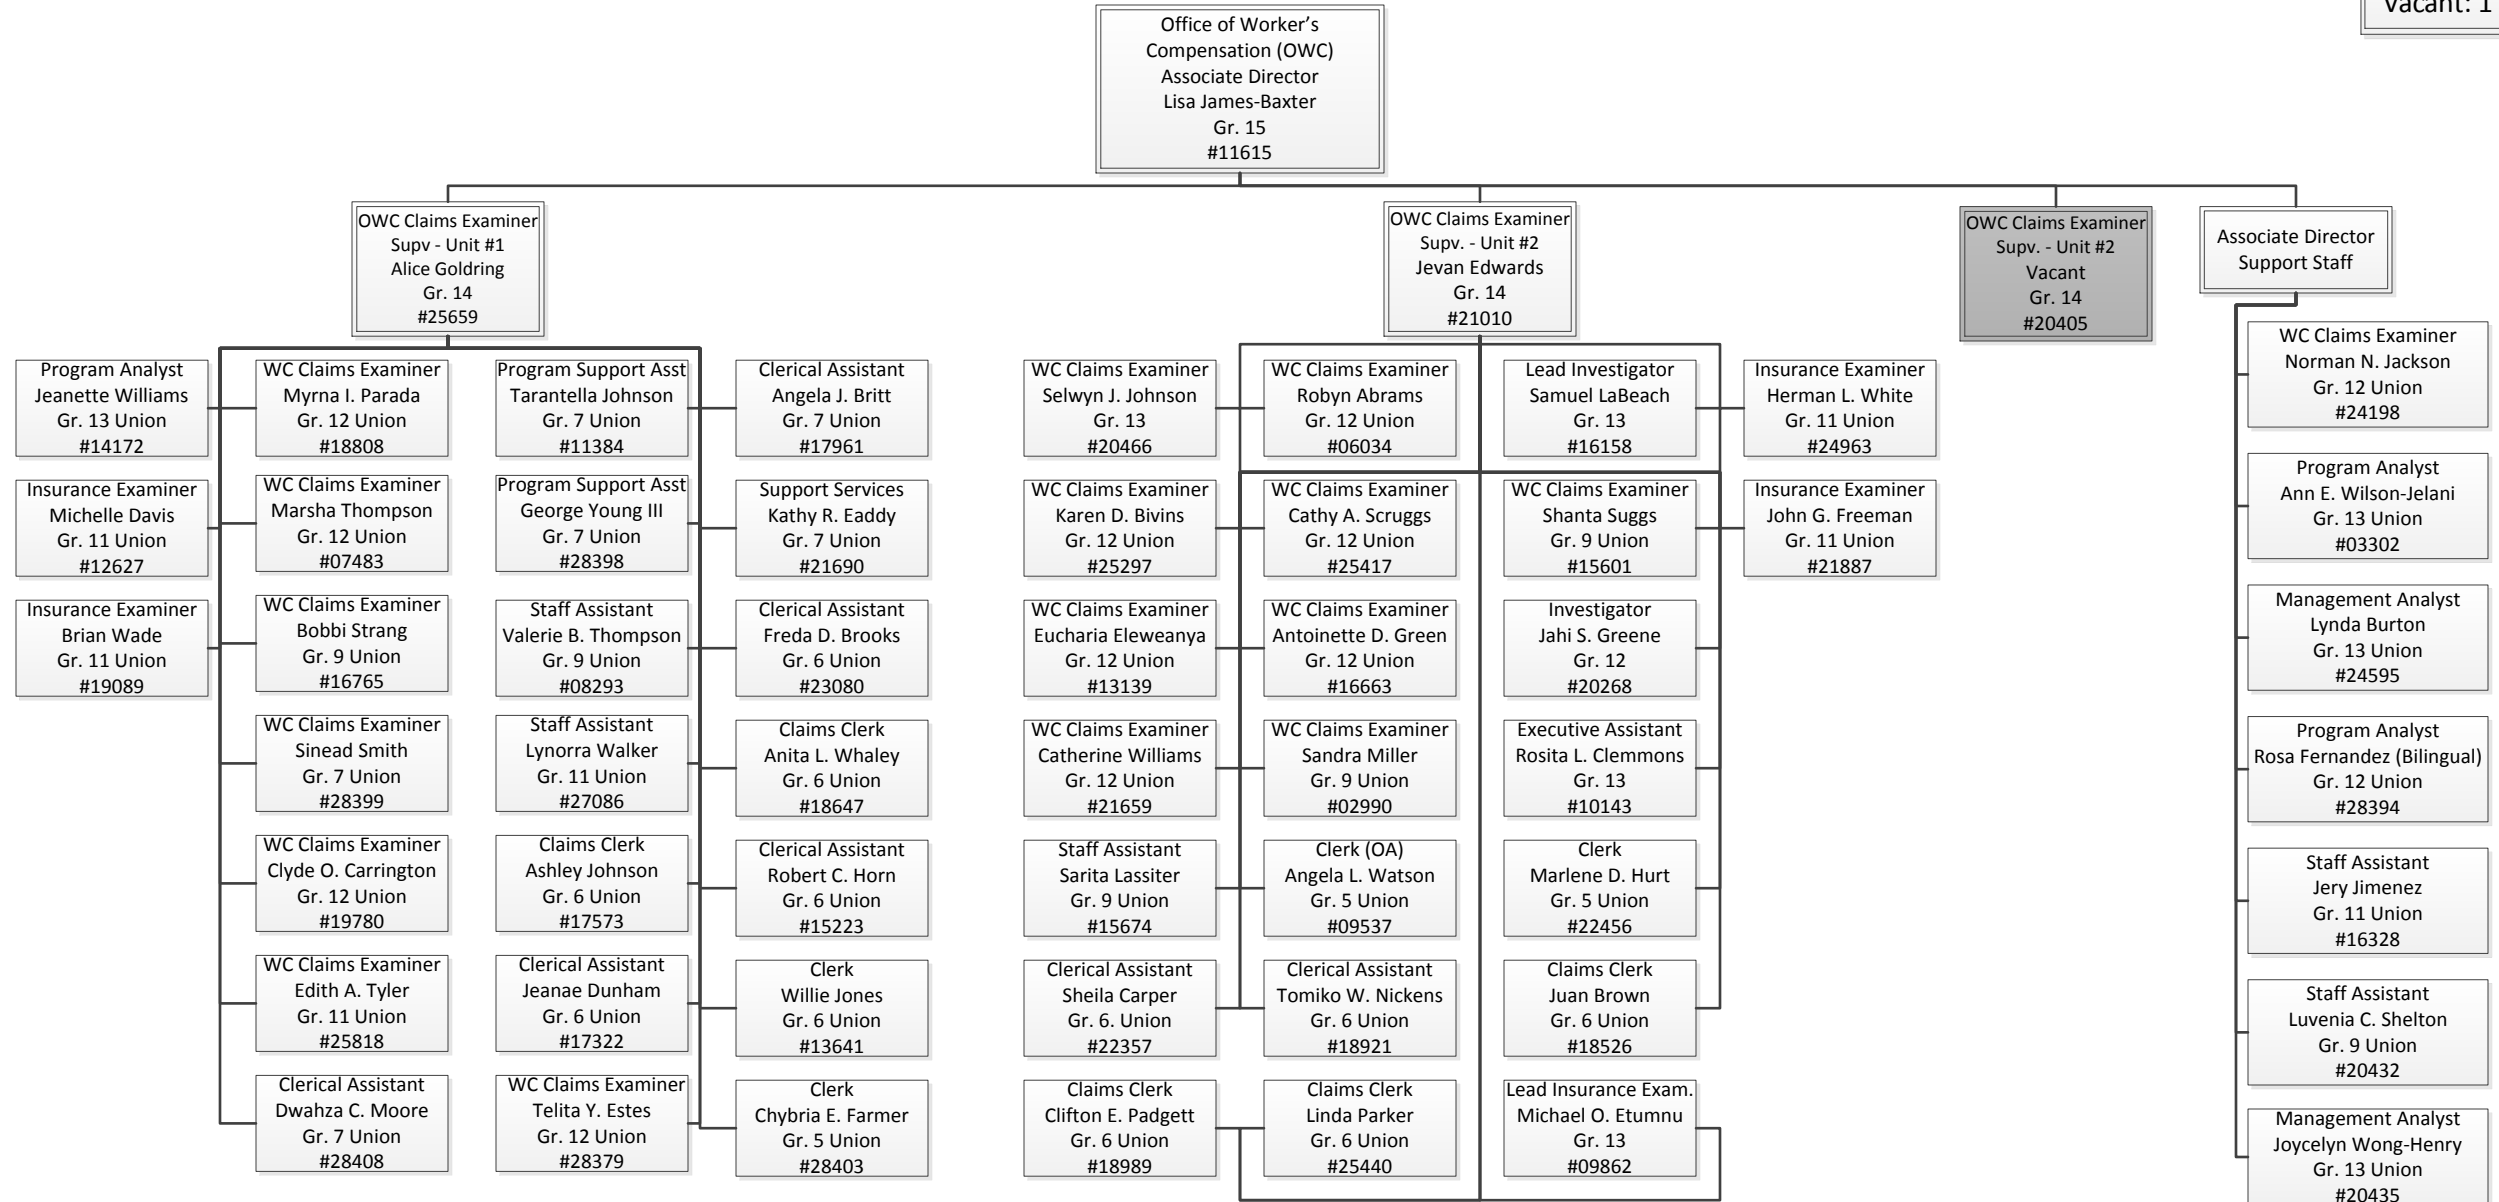 Vacant: 1
Office of Worker's
Compensation (OWC)
Associate Director
Lisa James-Baxter
Gr. 15
#11615
OWC Claims Examiner
Supv - Unit #1
Alice Goldring
Gr. 14
#25659
OWC Claims Examiner
Supv. - Unit #2
Jevan Edwards
Gr. 14
#21010
OWC Claims Examiner
Supv. - Unit #2
Vacant
Gr. 14
#20405
Associate Director
Support Staff
Program Analyst
Jeanette Williams
Gr. 13 Union
#14172
Insurance Examiner
Michelle Davis
Gr. 11 Union
#12627
Insurance Examiner
Brian Wade
Gr. 11 Union
#19089
WC Claims Examiner
Myrna I. Parada
Gr. 12 Union
#18808
WC Claims Examiner
Marsha Thompson
Gr. 12 Union
#07483
WC Claims Examiner
Bobbi Strang
Gr. 9 Union
#16765
WC Claims Examiner
Sinead Smith
Gr. 7 Union
#28399
WC Claims Examiner
Clyde O. Carrington
Gr. 12 Union
#19780
WC Claims Examiner
Edith A. Tyler
Gr. 11 Union
#25818
Clerical Assistant
Dwahza C. Moore
Gr. 7 Union
#28408
Program Support Asst
Tarantella Johnson
Gr. 7 Union
#11384
Program Support Asst
George Young III
Gr. 7 Union
#28398
Staff Assistant
Valerie B. Thompson
Gr. 9 Union
#08293
Staff Assistant
Lynorra Walker
Gr. 11 Union
#27086
Claims Clerk
Ashley Johnson
Gr. 6 Union
#17573
Clerical Assistant
Jeanae Dunham
Gr. 6 Union
#17322
WC Claims Examiner
Telita Y. Estes
Gr. 12 Union
#28379
Clerical Assistant
Angela J. Britt
Gr. 7 Union
#17961
Support Services
Kathy R. Eaddy
Gr. 7 Union
#21690
Clerical Assistant
Freda D. Brooks
Gr. 6 Union
#23080
Claims Clerk
Anita L. Whaley
Gr. 6 Union
#18647
Clerical Assistant
Robert C. Horn
Gr. 6 Union
#15223
Clerk
Willie Jones
Gr. 6 Union
#13641
Clerk
Chybria E. Farmer
Gr. 5 Union
#28403
WC Claims Examiner
Selwyn J. Johnson
Gr. 13
#20466
WC Claims Examiner
Karen D. Bivins
Gr. 12 Union
#25297
WC Claims Examiner
Eucharia Eleweanya
Gr. 12 Union
#13139
WC Claims Examiner
Catherine Williams
Gr. 12 Union
#21659
Staff Assistant
Sarita Lassiter
Gr. 9 Union
#15674
Clerical Assistant
Sheila Carper
Gr. 6. Union
#22357
Claims Clerk
Clifton E. Padgett
Gr. 6 Union
#18989
WC Claims Examiner
Robyn Abrams
Gr. 12 Union
#06034
WC Claims Examiner
Cathy A. Scruggs
Gr. 12 Union
#25417
WC Claims Examiner
Antoinette D. Green
Gr. 12 Union
#16663
WC Claims Examiner
Sandra Miller
Gr. 9 Union
#02990
Clerk (OA)
Angela L. Watson
Gr. 5 Union
#09537
Clerical Assistant
Tomiko W. Nickens
Gr. 6 Union
#18921
Claims Clerk
Linda Parker
Gr. 6 Union
#25440
Lead Investigator
Samuel LaBeach
Gr. 13
#16158
WC Claims Examiner
Shanta Suggs
Gr. 9 Union
#15601
Investigator
Jahi S. Greene
Gr. 12
#20268
Executive Assistant
Rosita L. Clemmons
Gr. 13
#10143
Clerk
Marlene D. Hurt
Gr. 5 Union
#22456
Claims Clerk
Juan Brown
Gr. 6 Union
#18526
Lead Insurance Exam.
Michael O. Etumnu
Gr. 13
#09862
Insurance Examiner
Herman L. White
Gr. 11 Union
#24963
Insurance Examiner
John G. Freeman
Gr. 11 Union
#21887
WC Claims Examiner
Norman N. Jackson
Gr. 12 Union
#24198
Program Analyst
Ann E. Wilson-Jelani
Gr. 13 Union
#03302
Management Analyst
Lynda Burton
Gr. 13 Union
#24595
Program Analyst
Rosa Fernandez (Bilingual)
Gr. 12 Union
#28394
Staff Assistant
Jery Jimenez
Gr. 11 Union
#16328
Staff Assistant
Luvenia C. Shelton
Gr. 9 Union
#20432
Management Analyst
Joycelyn Wong-Henry
Gr. 13 Union
#20435